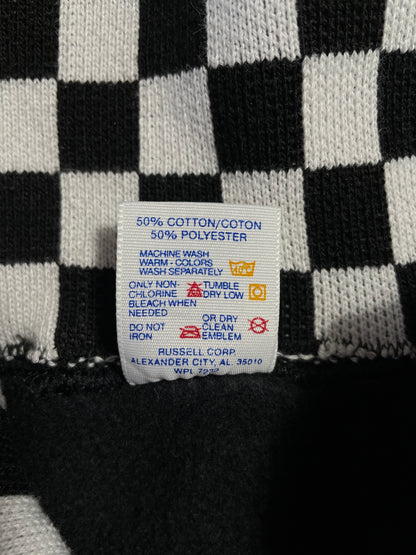 50% COTTON/COTON
50% POLYESTER
MACHINE WASH
WARM - COLORS
WASH SEPARATELY
ONLY NON- TUMBLE
CHLORINE DRY LOW
BLEACH WHEN
NEEDED OR DRY
DO NOT CLEAN
IRON EMBLEM
RUSSELL CORP.
ALEXANDER CITY, AL. 35010
WPL